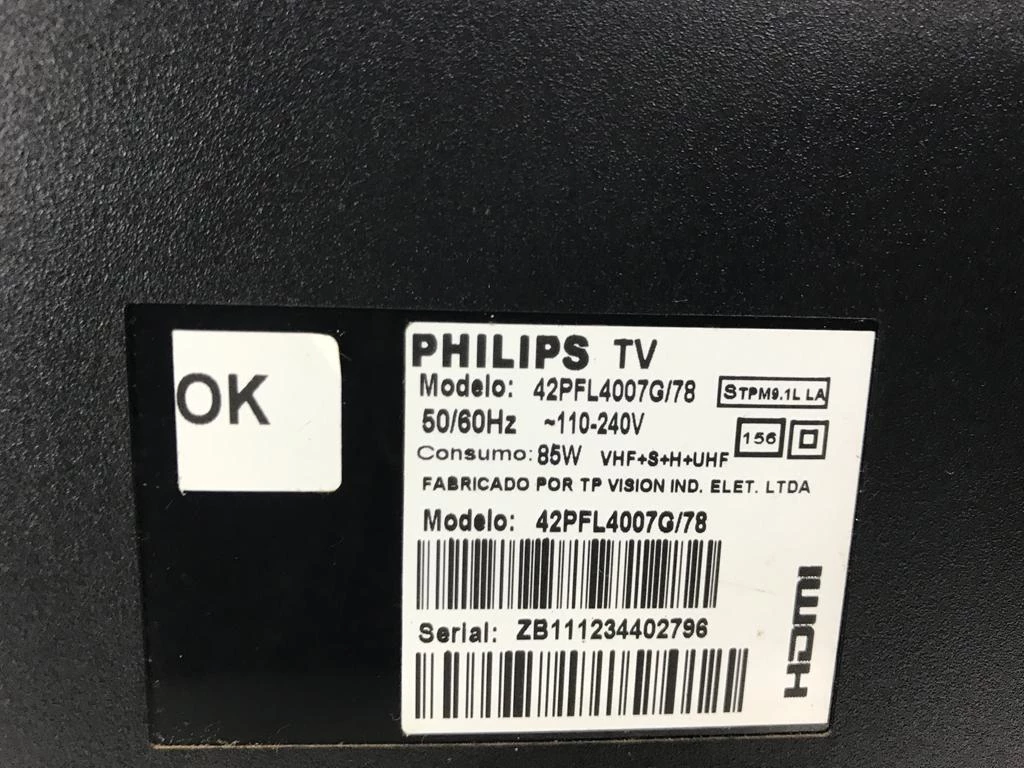 OK
PHILIPS TV
Modelo: 42PFL4007G/78 STPM9.1L LA
50/60Hz ~110-240V
156
Consumo: 85W VHF+S+H+UHF
FABRICADO POR TP VISION IND. ELET. LTDA
Modelo: 42PFL4007G/78
Serial: ZB111234402796
HDMI